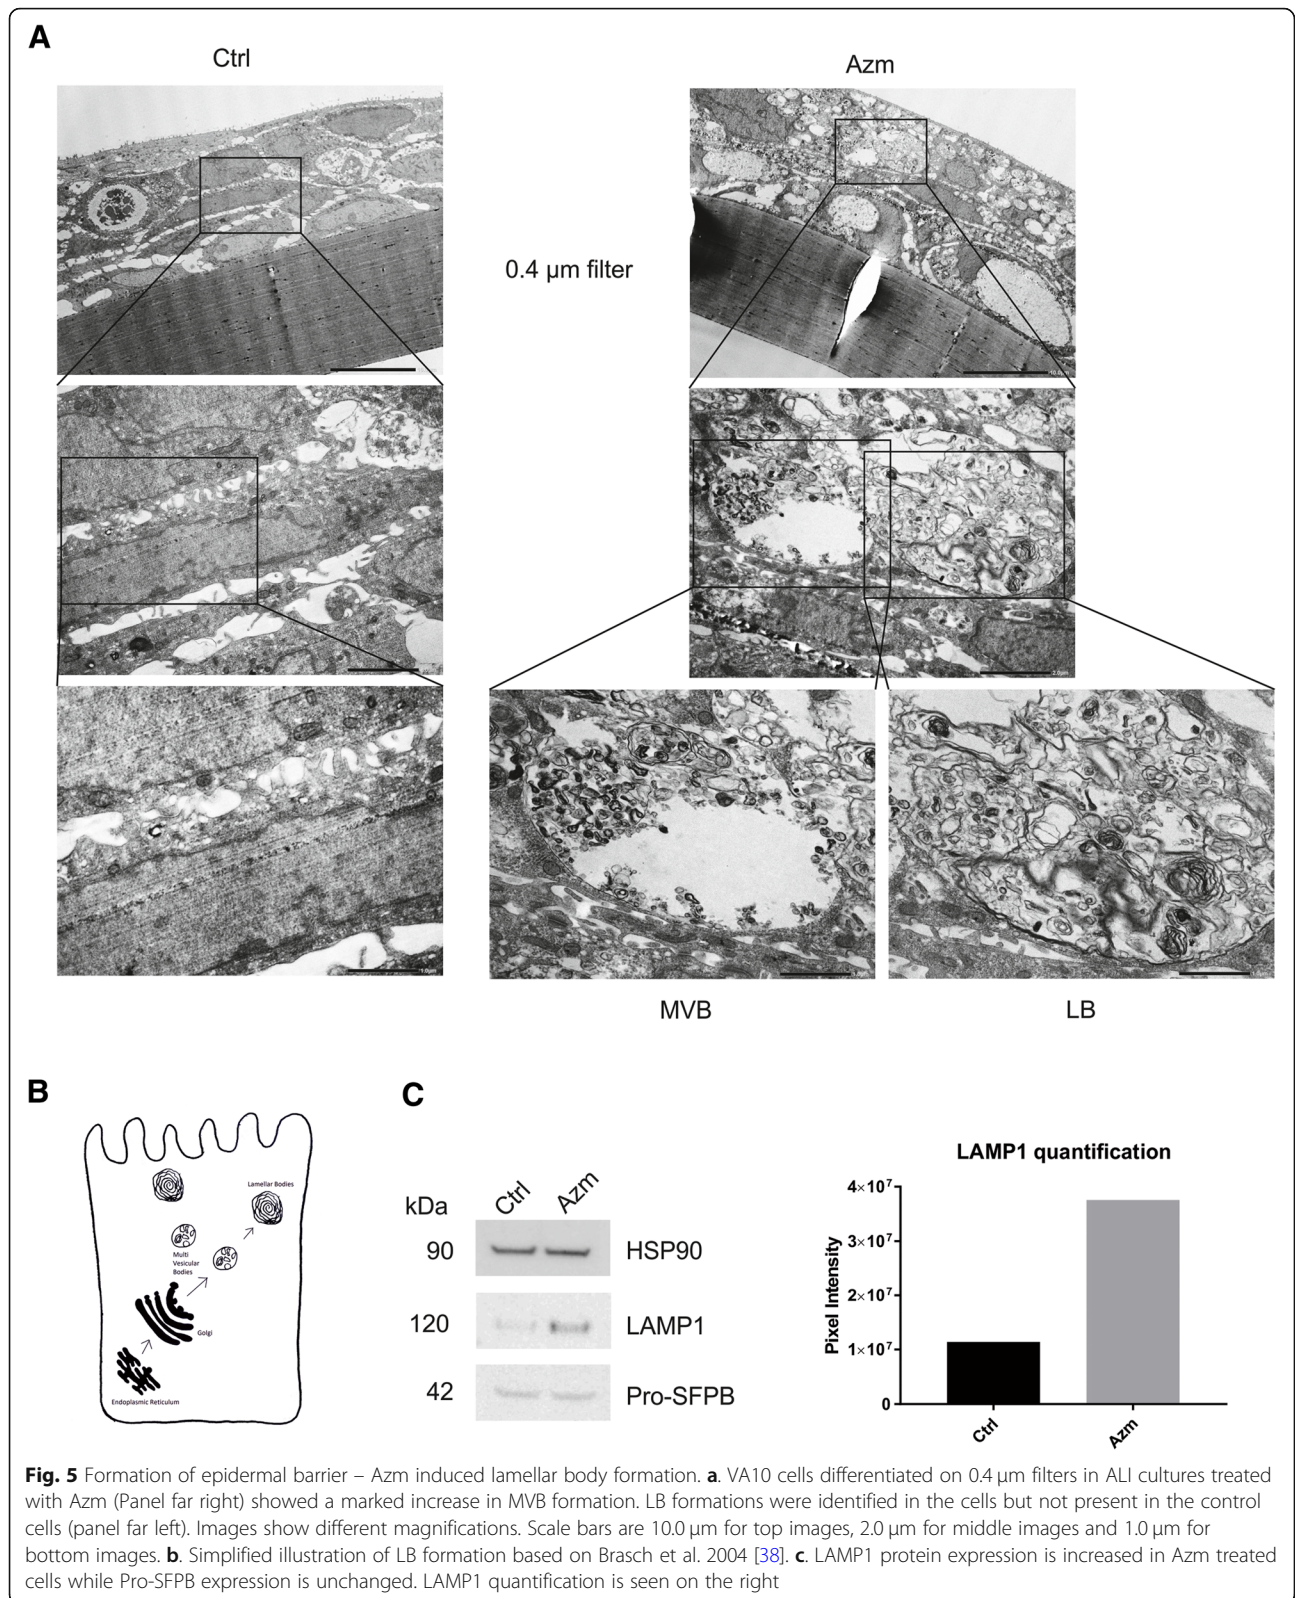 A
Ctrl
Azm
0.4 µm filter
10.0µm
2.0µm
1.0µm
MVB
LB
B
Lamellar Bodies
Multi
Vesicular
Bodies
Golgi
Endoplasmic Reticulum
C
kDa
Ctrl
Azm
90
HSP90
120
LAMP1
42
Pro-SFPB
LAMP1 quantification
Pixel Intensity
4×10⁷
3×10⁷
2×10⁷
1×10⁷
0
Ctrl
Azm
Fig. 5 Formation of epidermal barrier – Azm induced lamellar body formation. a. VA10 cells differentiated on 0.4 µm filters in ALI cultures treated
with Azm (Panel far right) showed a marked increase in MVB formation. LB formations were identified in the cells but not present in the control
cells (panel far left). Images show different magnifications. Scale bars are 10.0 µm for top images, 2.0 µm for middle images and 1.0 µm for
bottom images. b. Simplified illustration of LB formation based on Brasch et al. 2004 [38]. c. LAMP1 protein expression is increased in Azm treated
cells while Pro-SFPB expression is unchanged. LAMP1 quantification is seen on the right